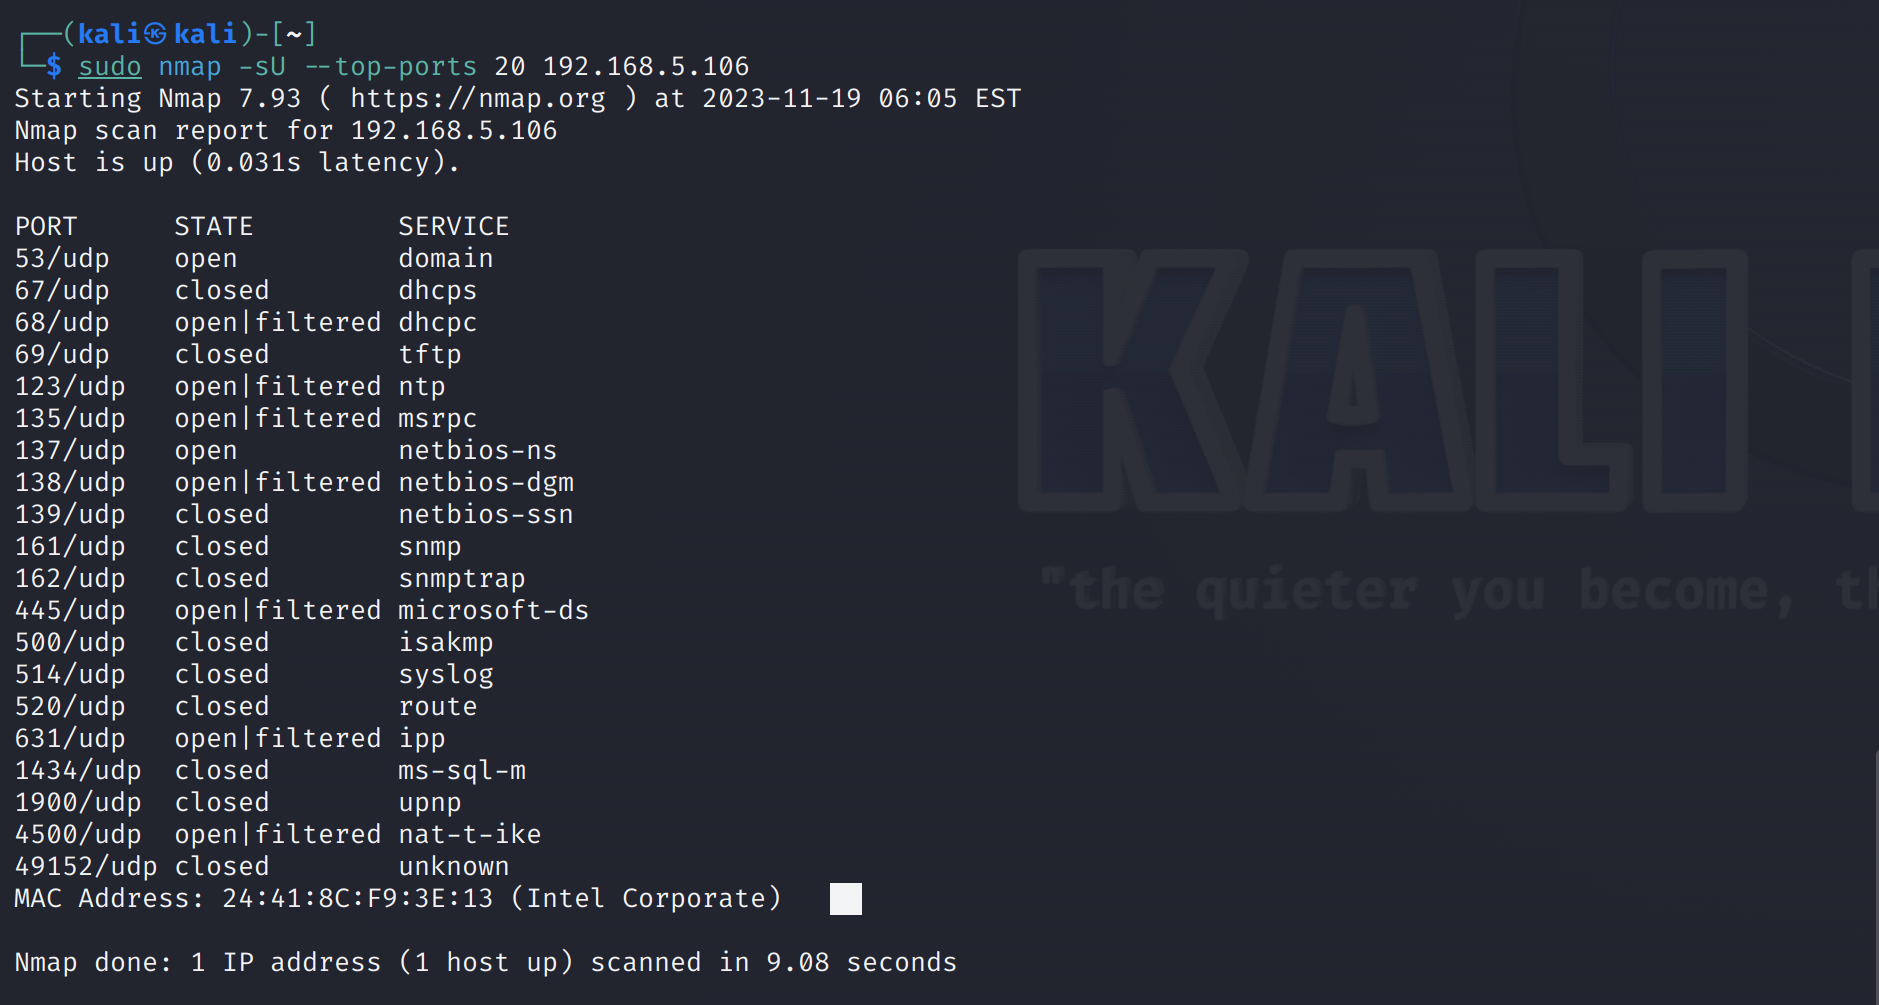 ┌──(kali㉿kali)-[~]
└─$ sudo nmap -sU --top-ports 20 192.168.5.106
Starting Nmap 7.93 ( https://nmap.org ) at 2023-11-19 06:05 EST
Nmap scan report for 192.168.5.106
Host is up (0.031s latency).

PORT      STATE         SERVICE
53/udp    open          domain
67/udp    closed        dhcps
68/udp    open|filtered dhcpc
69/udp    closed        tftp
123/udp   open|filtered ntp
135/udp   open|filtered msrpc
137/udp   open          netbios-ns
138/udp   open|filtered netbios-dgm
139/udp   closed        netbios-ssn
161/udp   closed        snmp
162/udp   closed        snmptrap
445/udp   open|filtered microsoft-ds
500/udp   closed        isakmp
514/udp   closed        syslog
520/udp   closed        route
631/udp   open|filtered ipp
1434/udp  closed        ms-sql-m
1900/udp  closed        upnp
4500/udp  open|filtered nat-t-ike
49152/udp closed        unknown
MAC Address: 24:41:8C:F9:3E:13 (Intel Corporate)

Nmap done: 1 IP address (1 host up) scanned in 9.08 seconds
KALI
"the quieter you become,